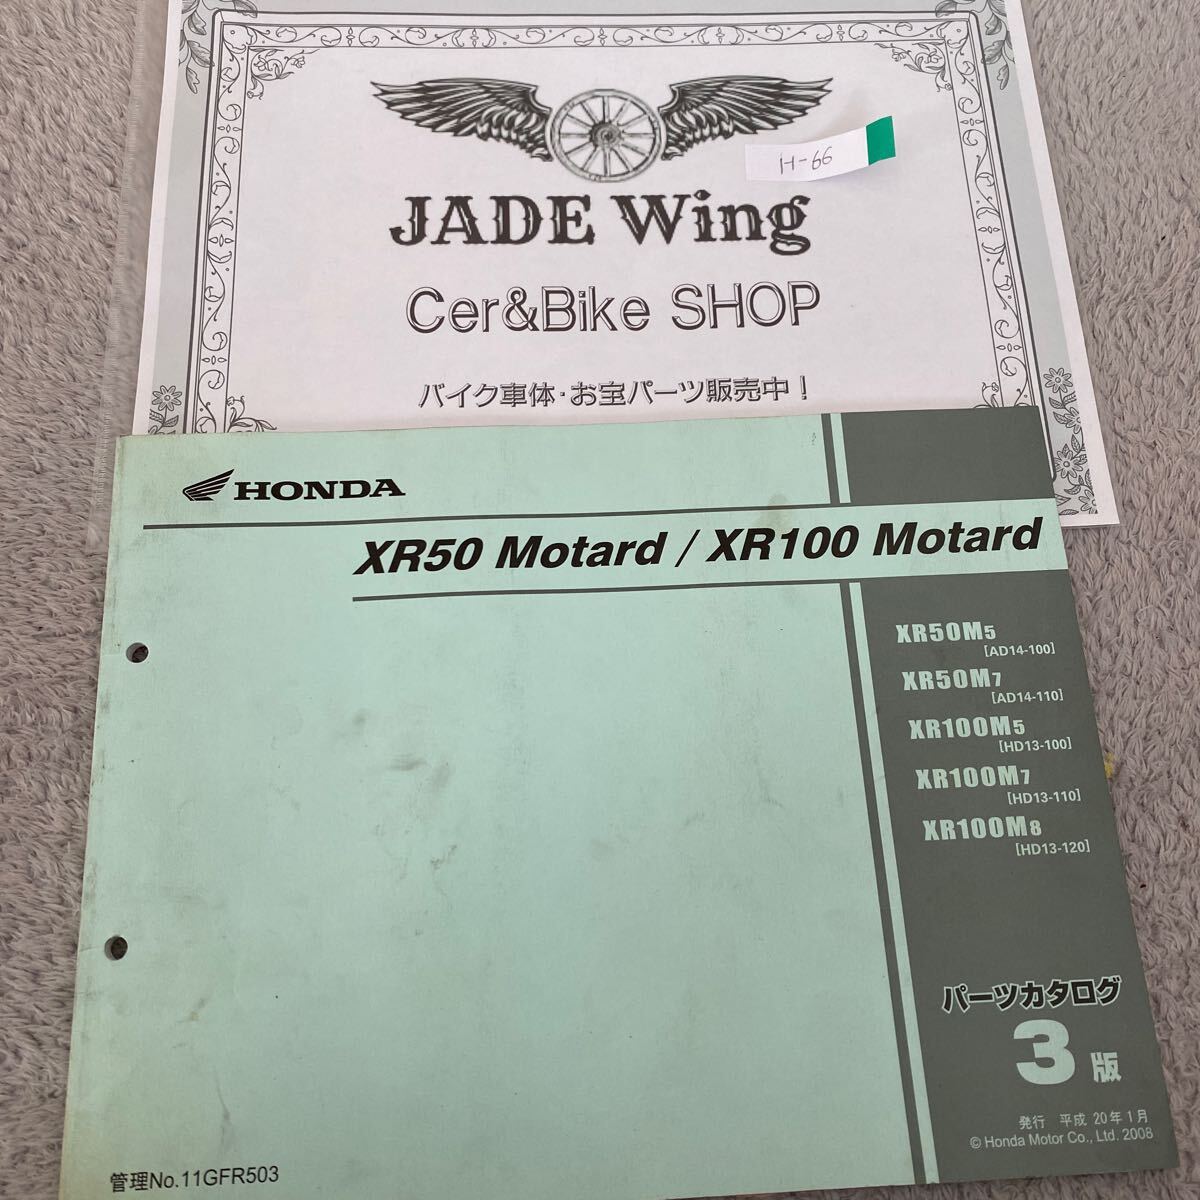 H-66
JADE Wing
Cer&Bike SHOP
バイク車体・お宝パーツ販売中！
HONDA
XR50 Motard / XR100 Motard
XR50M5
[AD14-100]
XR50M7
[AD14-110]
XR100M5
[HD13-100]
XR100M7
[HD13-110]
XR100M8
[HD13-120]
パーツカタログ
3版
発行 平成 20年1月
© Honda Motor Co., Ltd. 2008
管理No.11GFR503